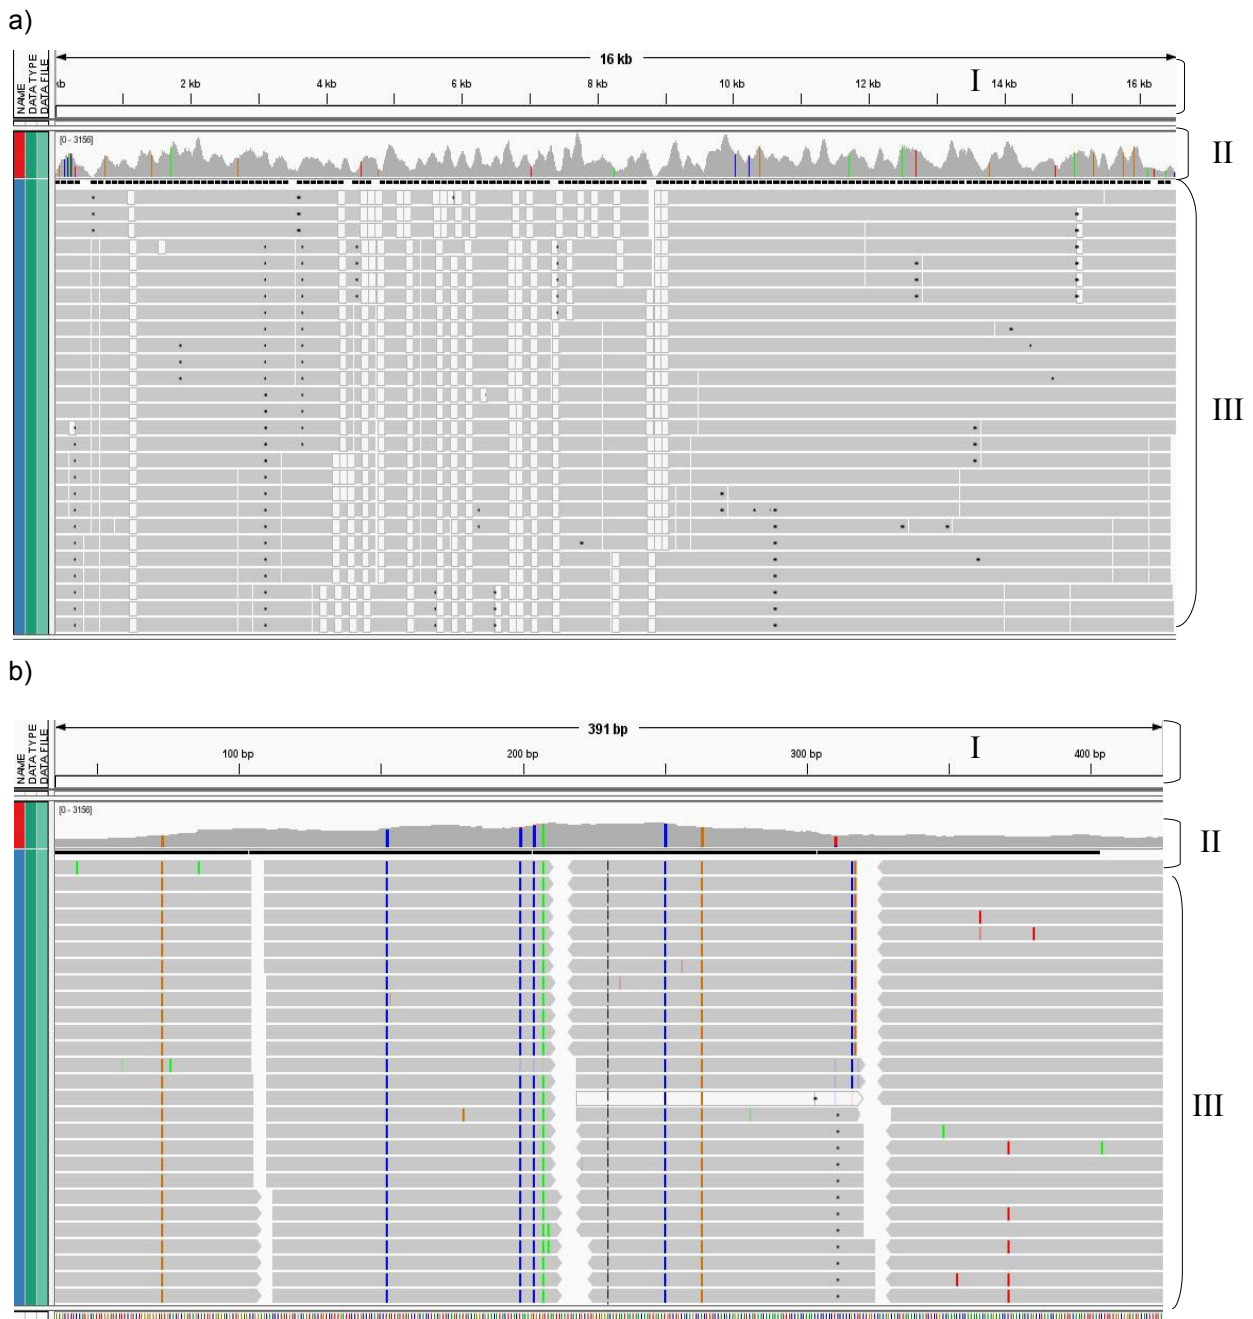 a)
NAME
DATA TYPE
DATA FILE
16 kb
kb 2 kb 4 kb 6 kb 8 kb 10 kb 12 kb 14 kb 16 kb
I
[0 - 3156]
II
III
b)
NAME
DATA TYPE
DATA FILE
391 bp
100 bp 200 bp 300 bp 400 bp
I
[0 - 3156]
II
III